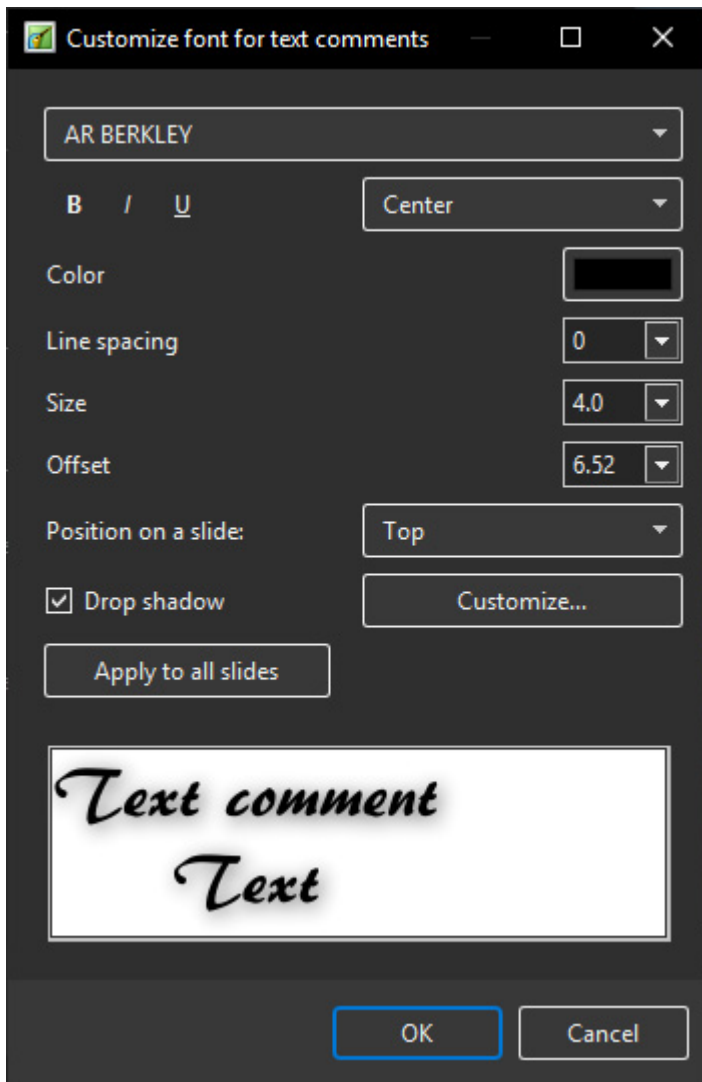 Customize font for text comments
AR BERKLEY
B I U Center
Color
Line spacing 0
Size 4.0
Offset 6.52
Position on a slide: Top
Drop shadow Customize...
Apply to all slides
Text comment
Text
OK Cancel